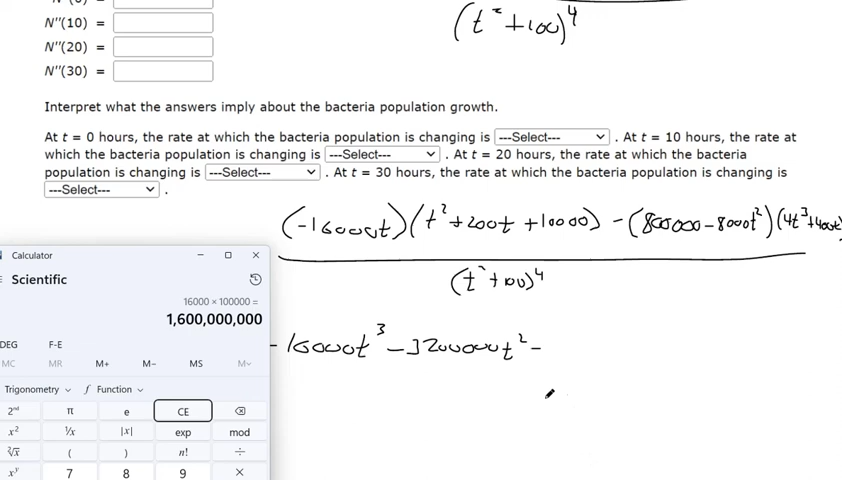 (t² + 100)⁴
N''(10) =
N''(20) =
N''(30) =
Interpret what the answers imply about the bacteria population growth.
At t = 0 hours, the rate at which the bacteria population is changing is ---Select--- . At t = 10 hours, the rate at
which the bacteria population is changing is ---Select--- . At t = 20 hours, the rate at which the bacteria
population is changing is ---Select--- . At t = 30 hours, the rate at which the bacteria population is changing is
---Select--- .
(-16000t)(t² + 200t + 10000) - (800000 - 8000t²)(4t³ + 400t)
(t² + 100)⁴
- 16000t³ - 3200000t² -
Calculator
Scientific
16000 × 100000 =
1,600,000,000
DEG F-E
MC MR M+ M− MS M
Trigonometry f Function
2ⁿᵈ π e CE
x² ¹/x |x| exp mod
²√x ( ) n! ÷
xʸ 7 8 9 ×